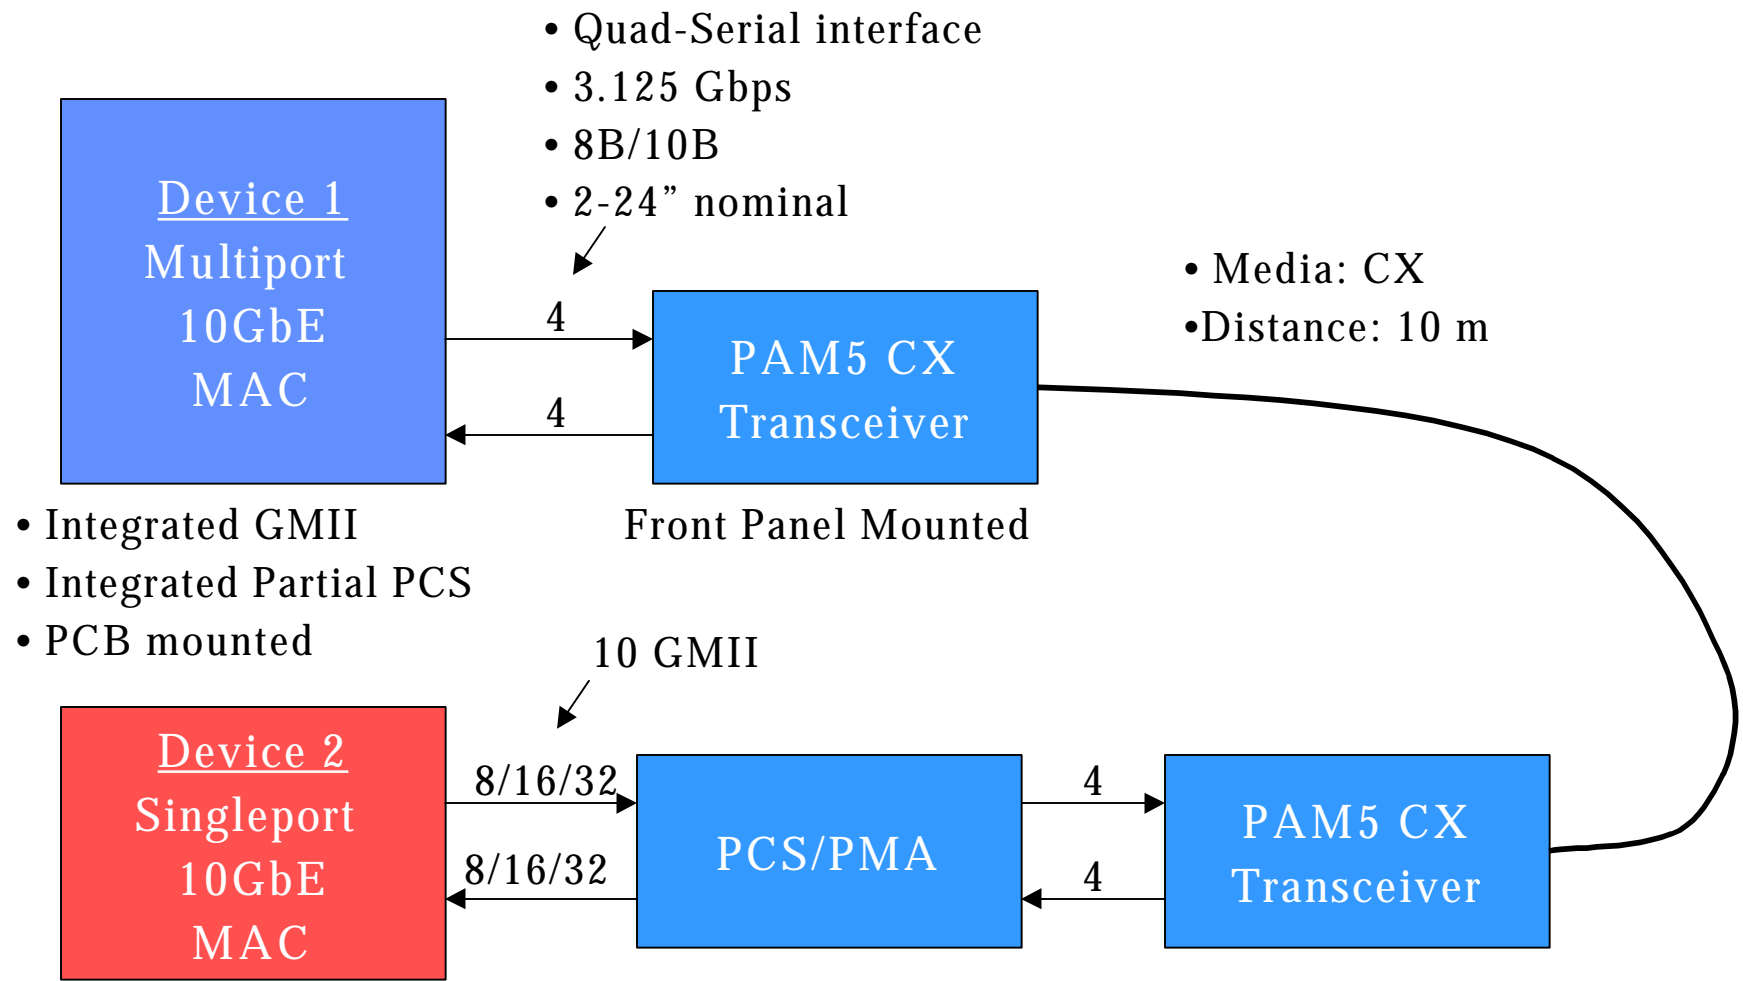 • Quad-Serial interface
• 3.125 Gbps
• 8B/10B
• 2-24” nominal
Device 1
Multiport
10GbE
MAC
4
4
PAM5 CX
Transceiver
• Media: CX
•Distance: 10 m
• Integrated GMII
• Integrated Partial PCS
• PCB mounted
Front Panel Mounted
10 GMII
Device 2
Singleport
10GbE
MAC
8/16/32
8/16/32
PCS/PMA
4
4
PAM5 CX
Transceiver